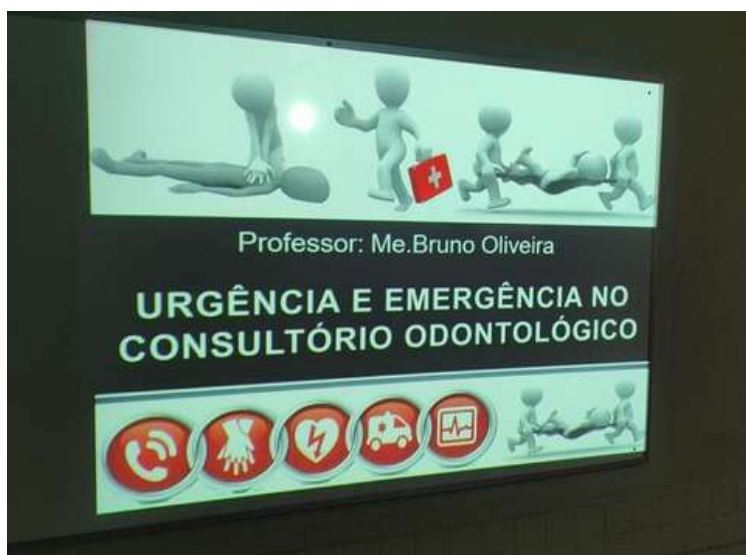 Professor: Me.Bruno Oliveira
URGÊNCIA E EMERGÊNCIA NO
CONSULTÓRIO ODONTOLÓGICO